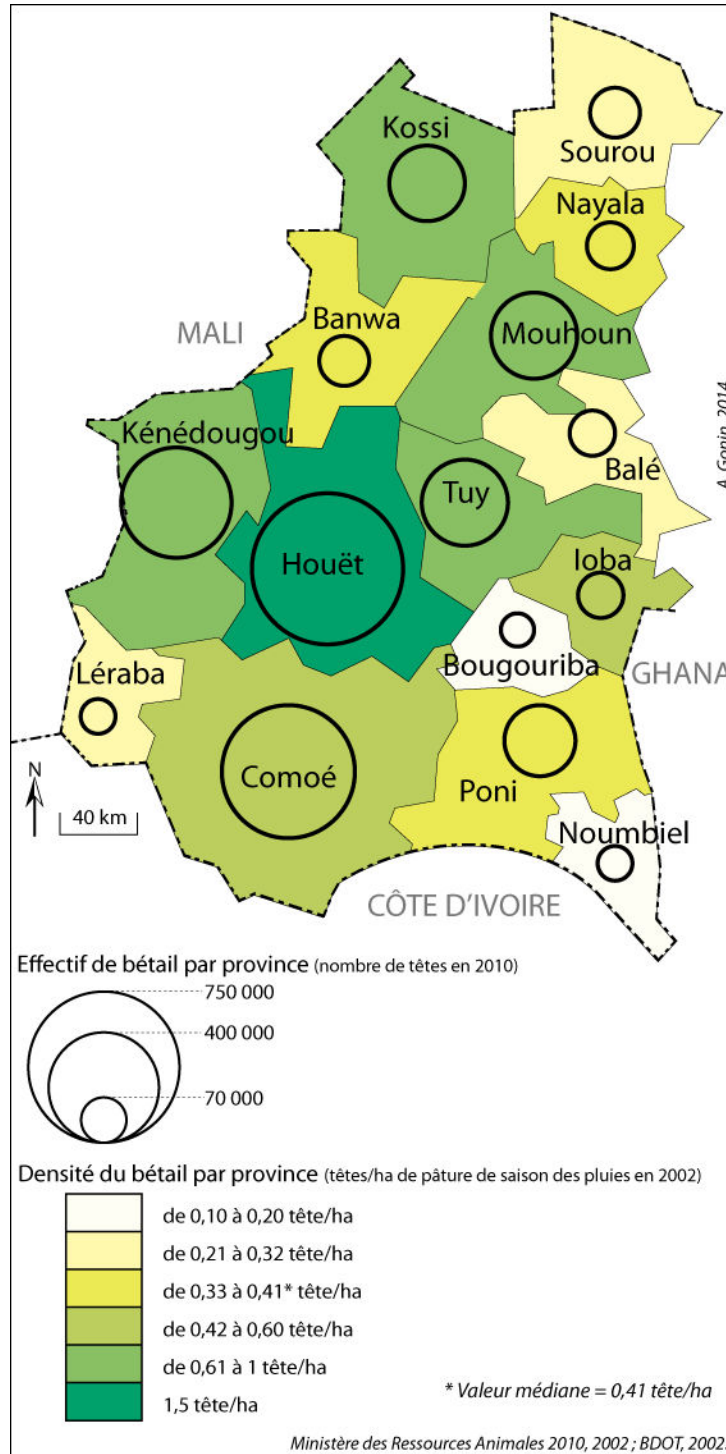 Kossi
Sourou
Nayala
MALI
Banwa
Mouhoun
A. Gonin, 2014
Kénédougou
Balé
Tuy
Houët
Ioba
Bougouriba
GHANA
Léraba
Comoé
Poni
N
40 km
Noumbiel
CÔTE D'IVOIRE
Effectif de bétail par province (nombre de têtes en 2010)
750 000
400 000
70 000
Densité du bétail par province (têtes/ha de pâture de saison des pluies en 2002)
de 0,10 à 0,20 tête/ha
de 0,21 à 0,32 tête/ha
de 0,33 à 0,41* tête/ha
de 0,42 à 0,60 tête/ha
de 0,61 à 1 tête/ha
1,5 tête/ha
* Valeur médiane = 0,41 tête/ha
Ministère des Ressources Animales 2010, 2002 ; BDOT, 2002